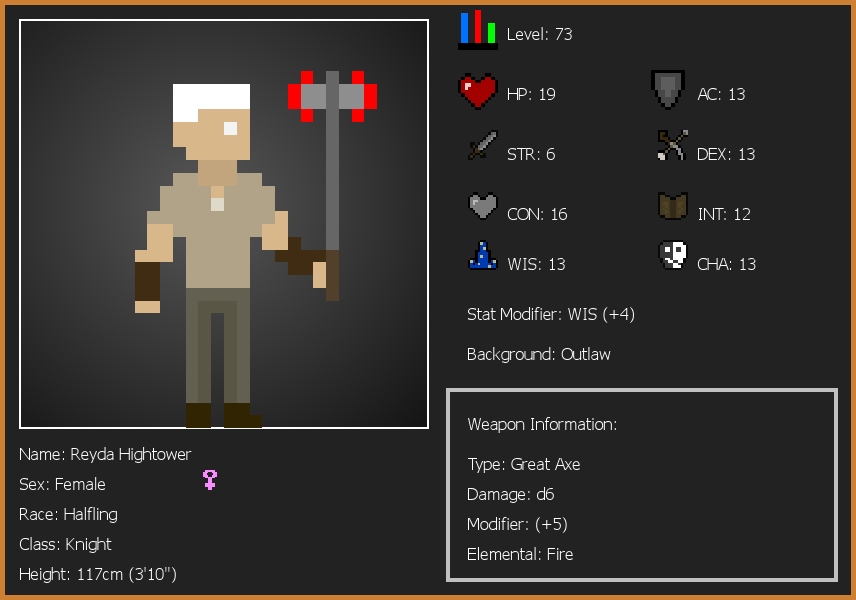 Level: 73
HP: 19
AC: 13
STR: 6
DEX: 13
CON: 16
INT: 12
WIS: 13
CHA: 13
Stat Modifier: WIS (+4)
Background: Outlaw
Weapon Information:
Type: Great Axe
Damage: d6
Modifier: (+5)
Elemental: Fire
Name: Reyda Hightower
Sex: Female
Race: Halfling
Class: Knight
Height: 117cm (3'10")